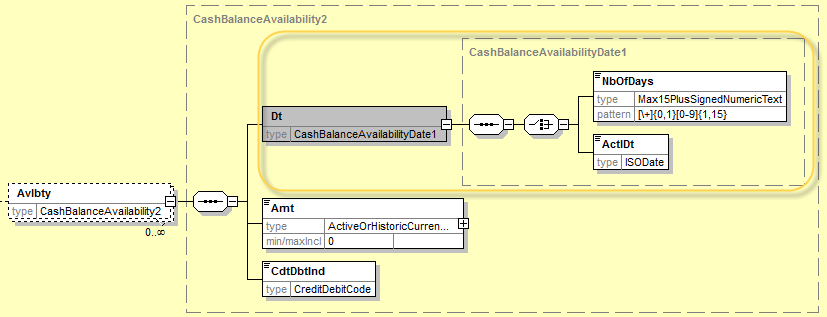 CashBalanceAvailability2
CashBalanceAvailabilityDate1
NbOfDays
type Max15PlusSignedNumericText
pattern [\+]{0,1}[0-9]{1,15}
Dt
type CashBalanceAvailabilityDate1
ActlDt
type ISODate
Avlbty
type CashBalanceAvailability2
0..∞
Amt
type ActiveOrHistoricCurren...
min/maxIncl 0
CdtDbtInd
type CreditDebitCode